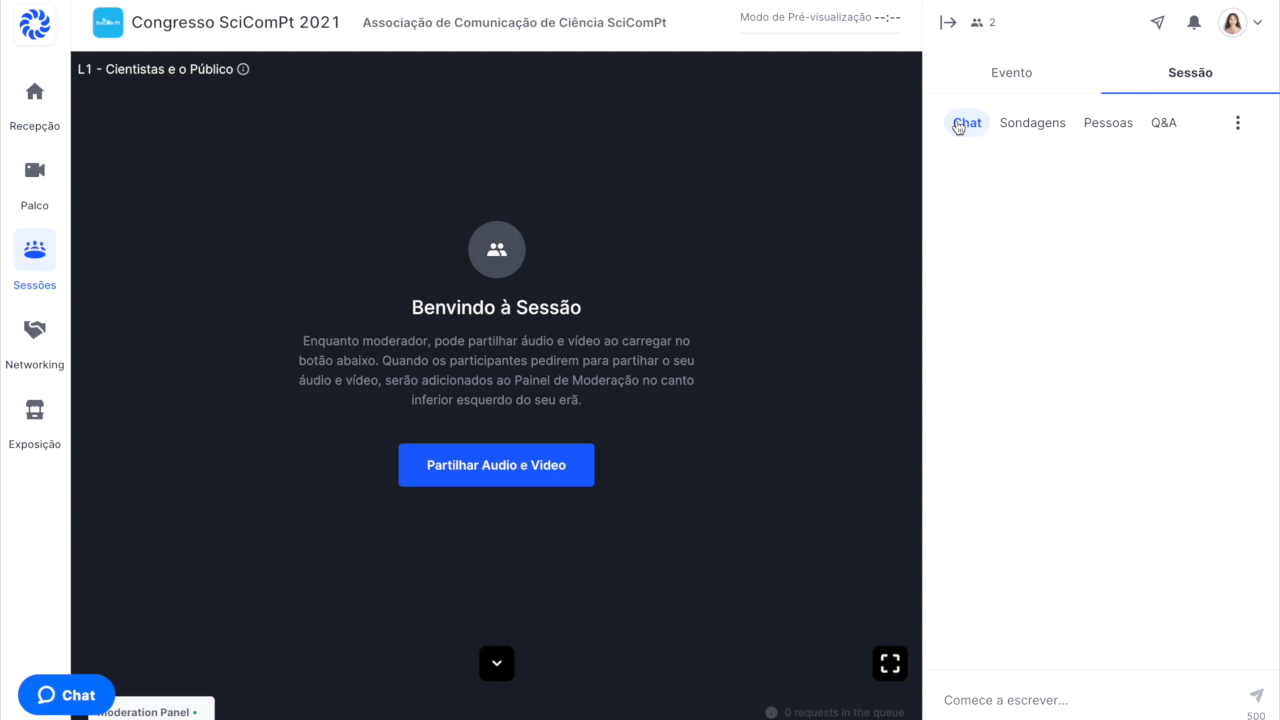 Congresso SciComPt 2021
Associação de Comunicação de Ciência SciComPt
Modo de Pré-visualização --:--
2
L1 - Cientistas e o Público
Evento
Sessão
Chat
Sondagens
Pessoas
Q&A
Recepção
Palco
Sessões
Networking
Exposição
Benvindo à Sessão
Enquanto moderador, pode partilhar áudio e vídeo ao carregar no
botão abaixo. Quando os participantes pedirem para partihar o seu
áudio e vídeo, serão adicionados ao Painel de Moderação no canto
inferior esquerdo do seu erã.
Partilhar Audio e Video
Chat
Moderation Panel
0 requests in the queue
Comece a escrever...
500